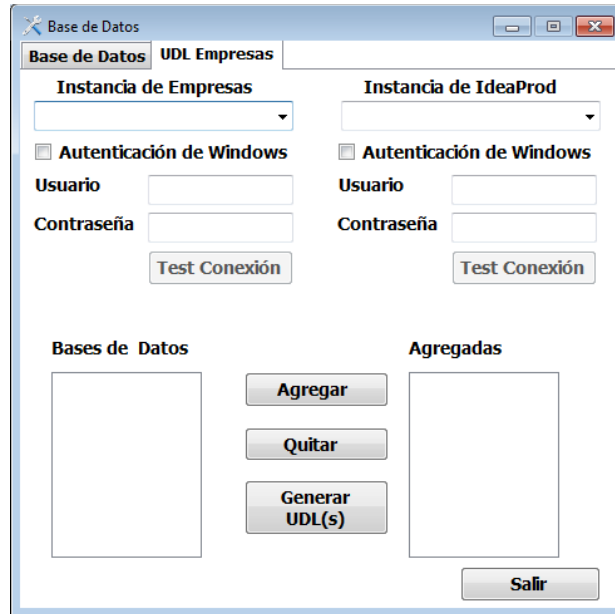 Base de Datos
Base de Datos UDL Empresas
Instancia de Empresas Instancia de IdeaProd
Autenticación de Windows Autenticación de Windows
Usuario Usuario
Contraseña Contraseña
Test Conexión Test Conexión
Bases de Datos Agregadas
Agregar
Quitar
Generar
UDL(s)
Salir